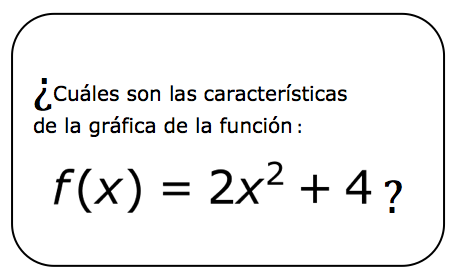 ¿Cuáles son las características
de la gráfica de la función:
f(x) = 2x² + 4?